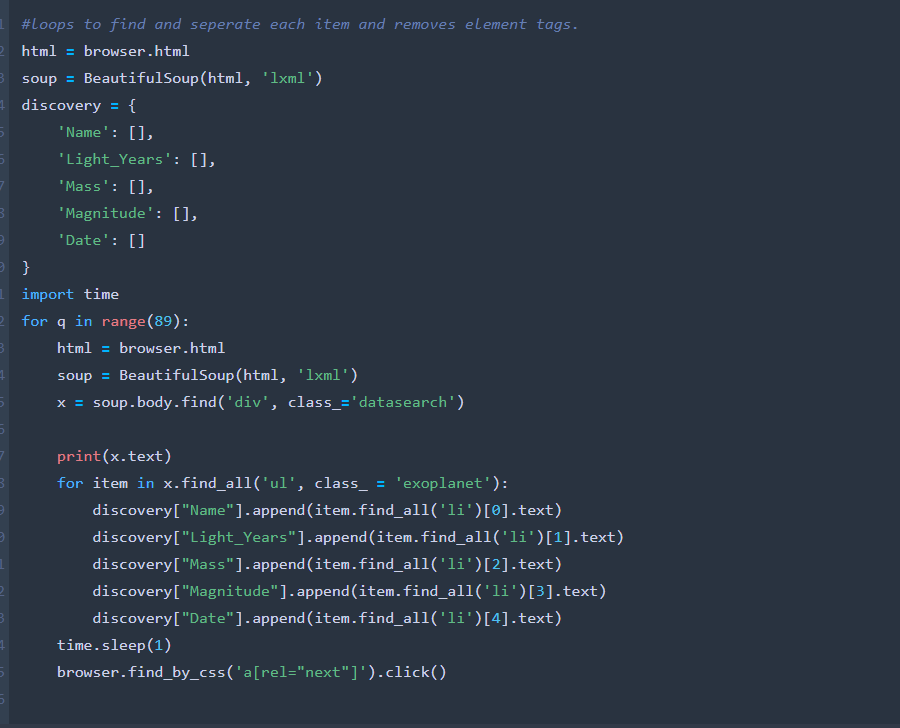 #loops to find and seperate each item and removes element tags.
html = browser.html
soup = BeautifulSoup(html, 'lxml')
discovery = {
    'Name': [],
    'Light_Years': [],
    'Mass': [],
    'Magnitude': [],
    'Date': []
}
import time
for q in range(89):
    html = browser.html
    soup = BeautifulSoup(html, 'lxml')
    x = soup.body.find('div', class_='datasearch')
    print(x.text)
    for item in x.find_all('ul', class_ = 'exoplanet'):
        discovery["Name"].append(item.find_all('li')[0].text)
        discovery["Light_Years"].append(item.find_all('li')[1].text)
        discovery["Mass"].append(item.find_all('li')[2].text)
        discovery["Magnitude"].append(item.find_all('li')[3].text)
        discovery["Date"].append(item.find_all('li')[4].text)
    time.sleep(1)
    browser.find_by_css('a[rel="next"]').click()